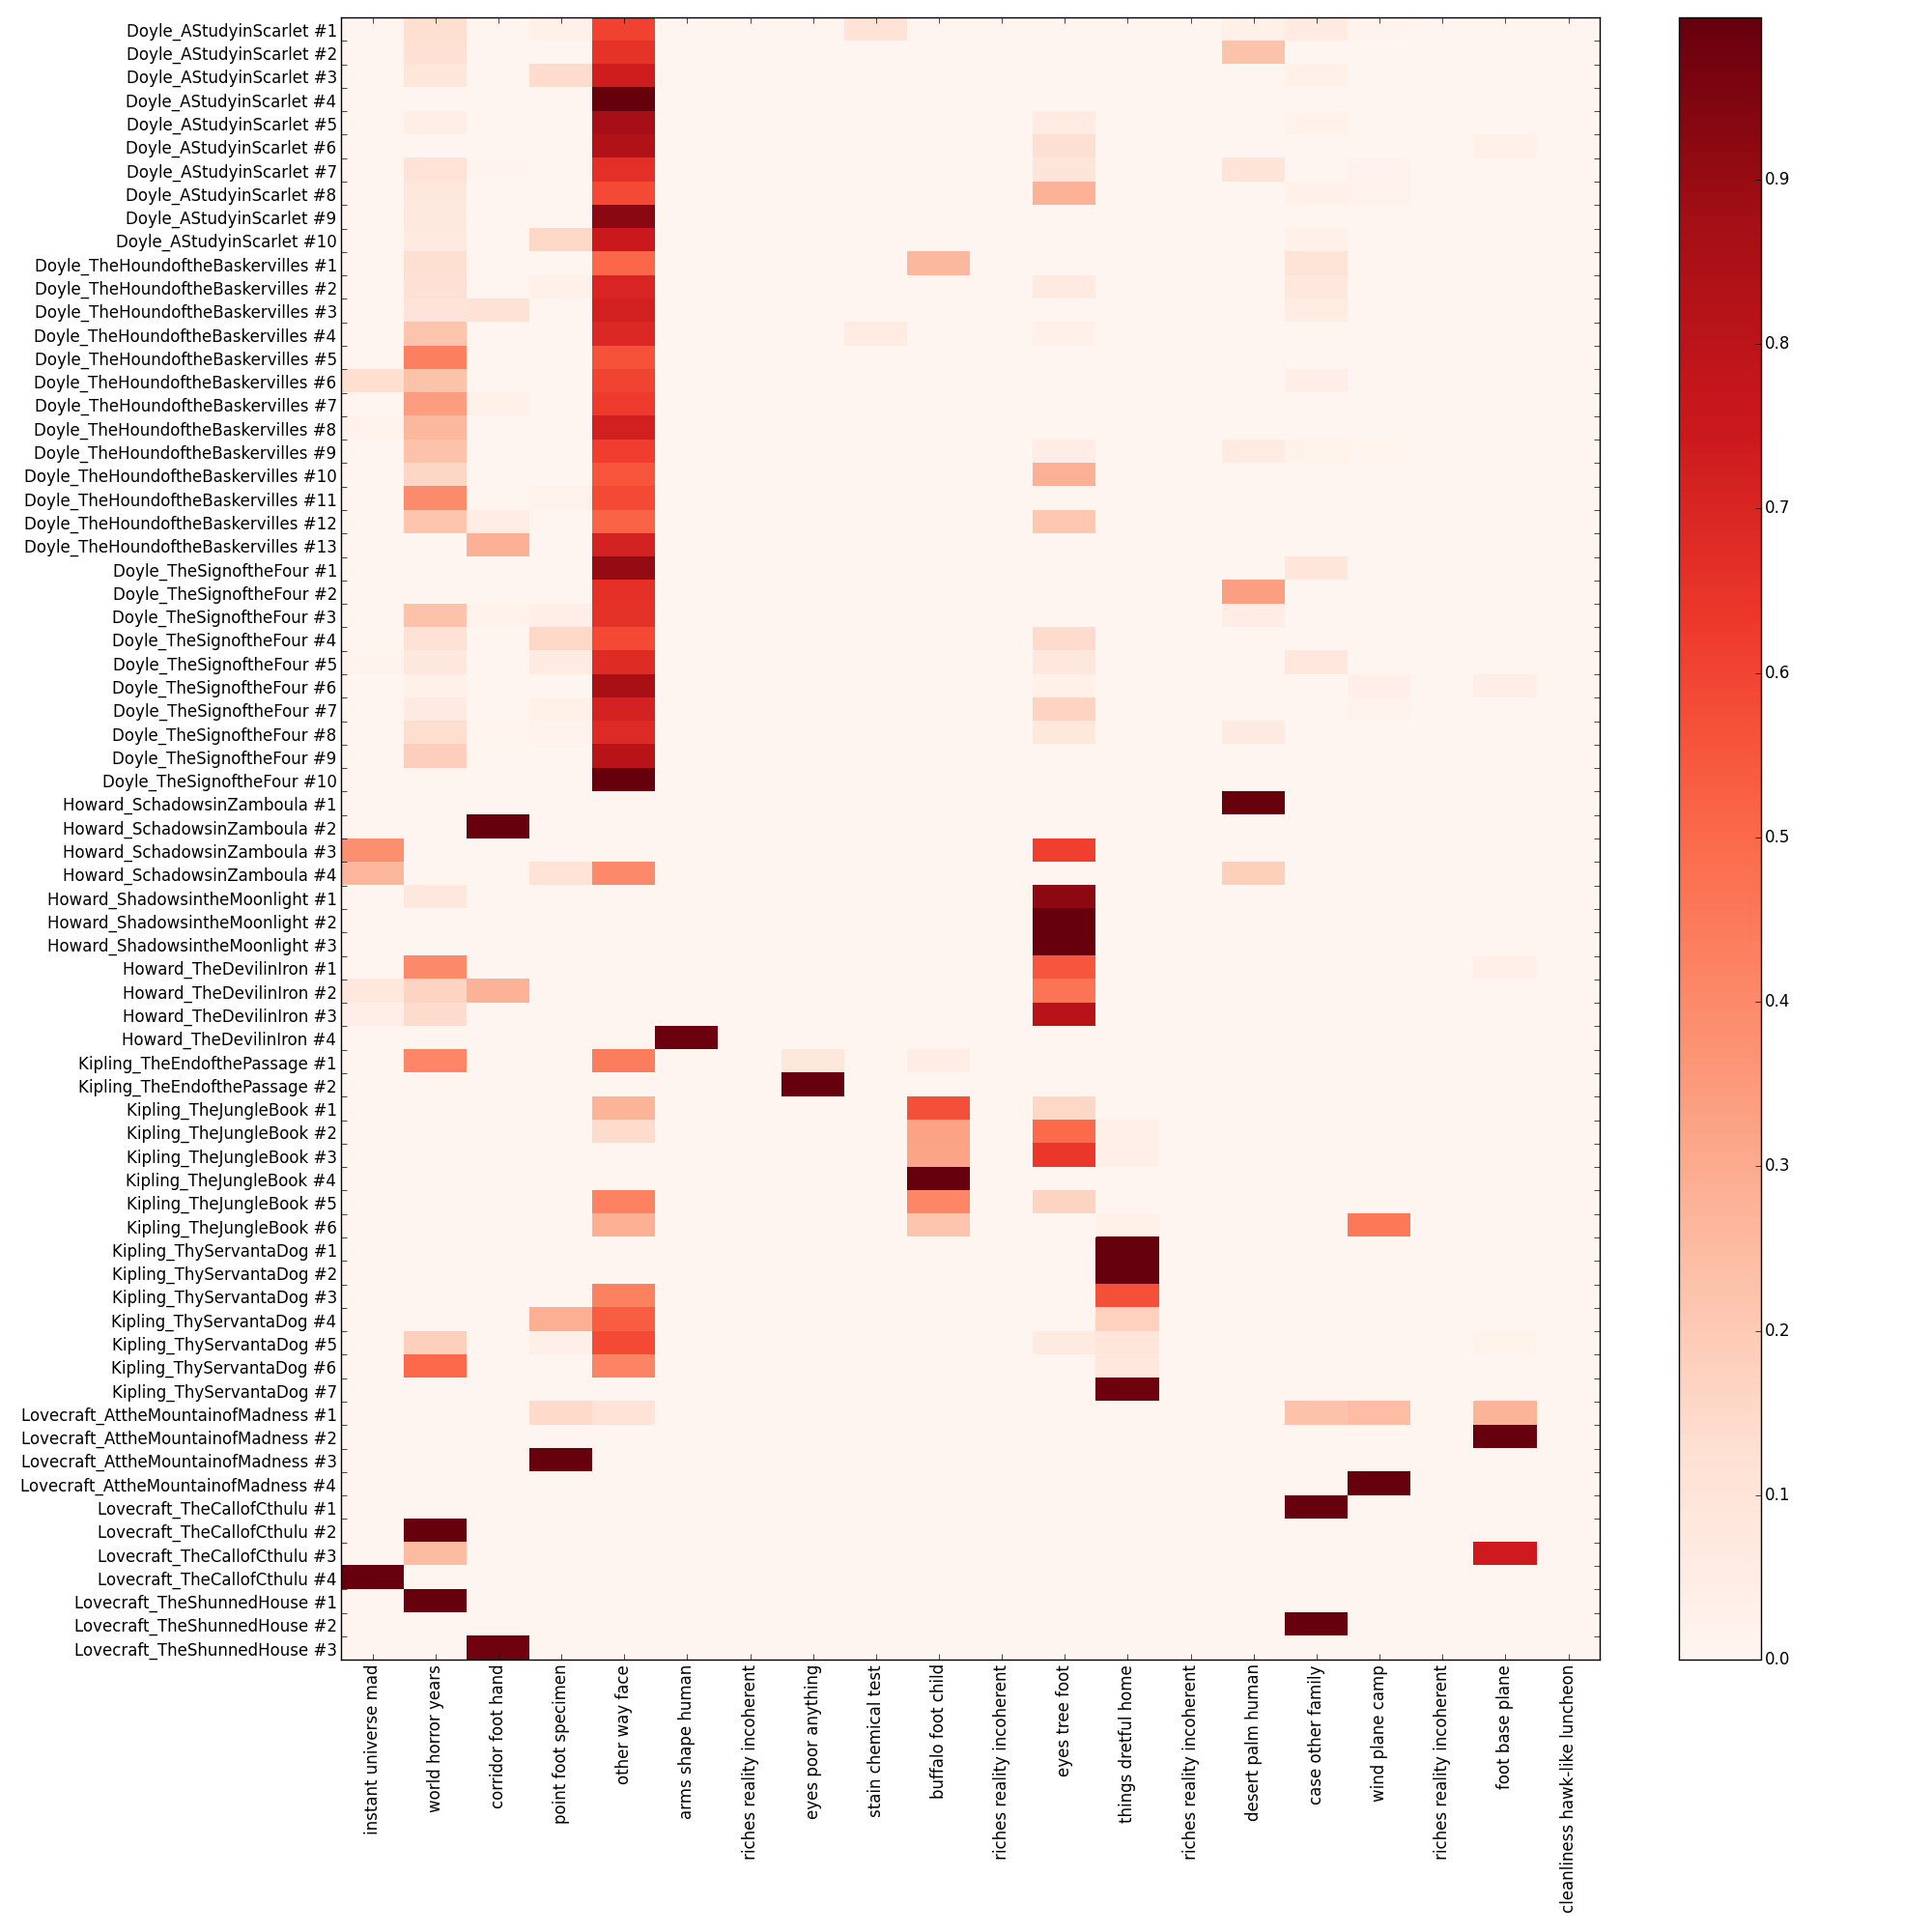 Doyle_AStudyinScarlet #1
Doyle_AStudyinScarlet #2
Doyle_AStudyinScarlet #3
Doyle_AStudyinScarlet #4
Doyle_AStudyinScarlet #5
Doyle_AStudyinScarlet #6
Doyle_AStudyinScarlet #7
Doyle_AStudyinScarlet #8
Doyle_AStudyinScarlet #9
Doyle_AStudyinScarlet #10
Doyle_TheHoundoftheBaskervilles #1
Doyle_TheHoundoftheBaskervilles #2
Doyle_TheHoundoftheBaskervilles #3
Doyle_TheHoundoftheBaskervilles #4
Doyle_TheHoundoftheBaskervilles #5
Doyle_TheHoundoftheBaskervilles #6
Doyle_TheHoundoftheBaskervilles #7
Doyle_TheHoundoftheBaskervilles #8
Doyle_TheHoundoftheBaskervilles #9
Doyle_TheHoundoftheBaskervilles #10
Doyle_TheHoundoftheBaskervilles #11
Doyle_TheHoundoftheBaskervilles #12
Doyle_TheHoundoftheBaskervilles #13
Doyle_TheSignoftheFour #1
Doyle_TheSignoftheFour #2
Doyle_TheSignoftheFour #3
Doyle_TheSignoftheFour #4
Doyle_TheSignoftheFour #5
Doyle_TheSignoftheFour #6
Doyle_TheSignoftheFour #7
Doyle_TheSignoftheFour #8
Doyle_TheSignoftheFour #9
Doyle_TheSignoftheFour #10
Howard_SchadowsinZamboula #1
Howard_SchadowsinZamboula #2
Howard_SchadowsinZamboula #3
Howard_SchadowsinZamboula #4
Howard_ShadowsintheMoonlight #1
Howard_ShadowsintheMoonlight #2
Howard_ShadowsintheMoonlight #3
Howard_TheDevilinIron #1
Howard_TheDevilinIron #2
Howard_TheDevilinIron #3
Howard_TheDevilinIron #4
Kipling_TheEndofthePassage #1
Kipling_TheEndofthePassage #2
Kipling_TheJungleBook #1
Kipling_TheJungleBook #2
Kipling_TheJungleBook #3
Kipling_TheJungleBook #4
Kipling_TheJungleBook #5
Kipling_TheJungleBook #6
Kipling_ThyServantaDog #1
Kipling_ThyServantaDog #2
Kipling_ThyServantaDog #3
Kipling_ThyServantaDog #4
Kipling_ThyServantaDog #5
Kipling_ThyServantaDog #6
Kipling_ThyServantaDog #7
Lovecraft_AttheMountainofMadness #1
Lovecraft_AttheMountainofMadness #2
Lovecraft_AttheMountainofMadness #3
Lovecraft_AttheMountainofMadness #4
Lovecraft_TheCallofCthulu #1
Lovecraft_TheCallofCthulu #2
Lovecraft_TheCallofCthulu #3
Lovecraft_TheCallofCthulu #4
Lovecraft_TheShunnedHouse #1
Lovecraft_TheShunnedHouse #2
Lovecraft_TheShunnedHouse #3
instant universe mad
world horror years
corridor foot hand
point foot specimen
other way face
arms shape human
riches reality incoherent
eyes poor anything
stain chemical test
buffalo foot child
riches reality incoherent
eyes tree foot
things dretful home
riches reality incoherent
desert palm human
case other family
wind plane camp
riches reality incoherent
foot base plane
cleanliness hawk-like luncheon
0.9
0.8
0.7
0.6
0.5
0.4
0.3
0.2
0.1
0.0